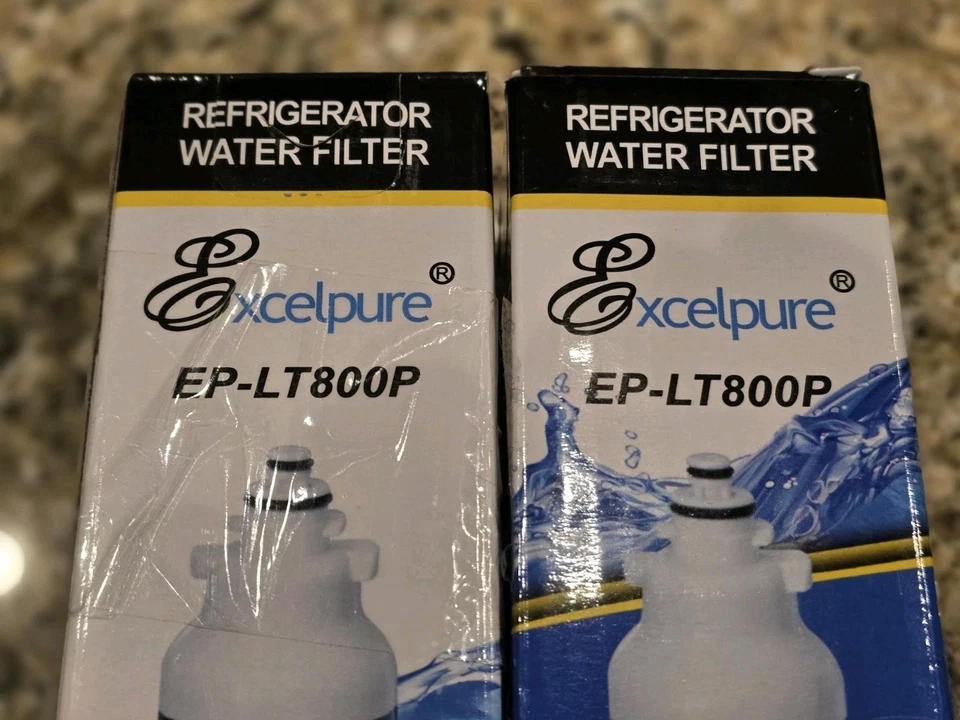 REFRIGERATOR
WATER FILTER
Excelpure®
EP-LT800P
REFRIGERATOR
WATER FILTER
Excelpure®
EP-LT800P